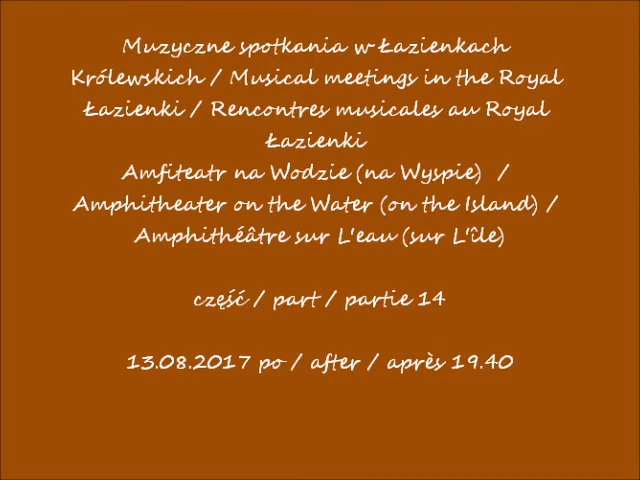 Muzyczne spotkania w Łazienkach
Królewskich / Musical meetings in the Royal
Łazienki / Rencontres musicales au Royal
Łazienki
Amfiteatr na Wodzie (na Wyspie) /
Amphitheater on the Water (on the Island) /
Amphithéâtre sur L'eau (sur L'île)
część / part / partie 14
13.08.2017 po / after / après 19.40